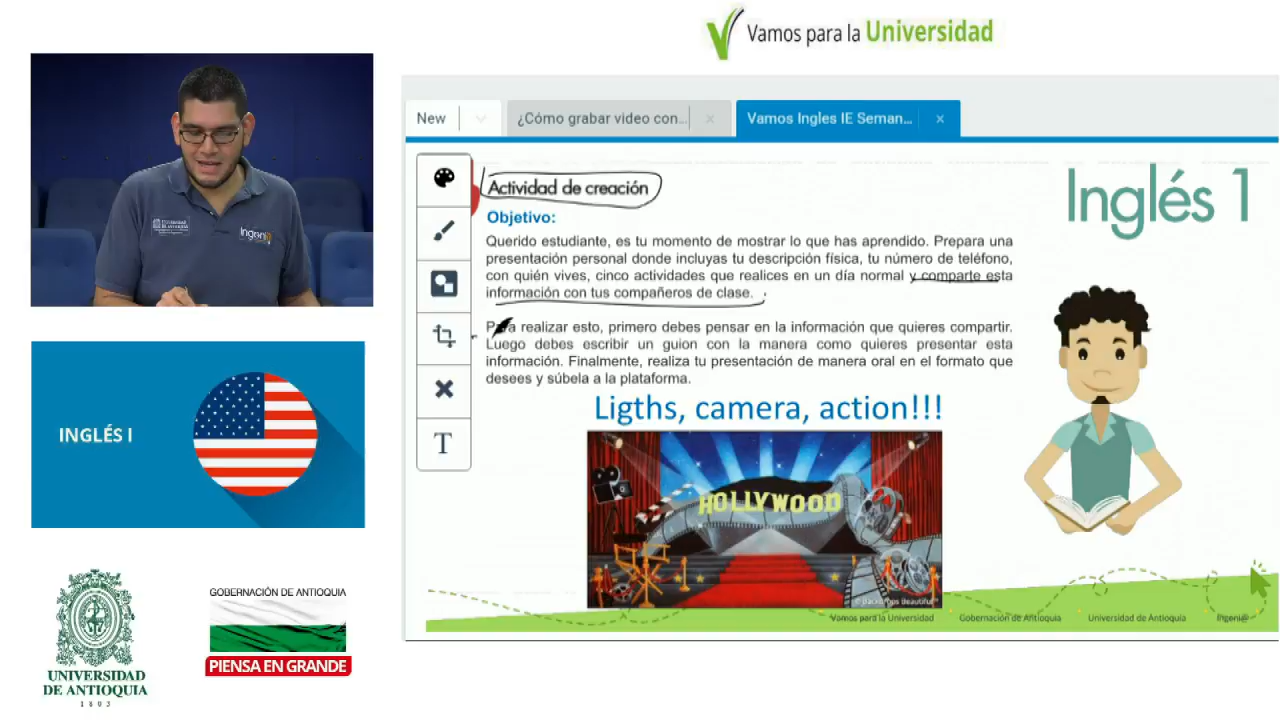 Vamos para la Universidad
New
¿Cómo grabar video con...
Vamos Ingles IE Seman...
Actividad de creación
Inglés 1
Objetivo:
Querido estudiante, es tu momento de mostrar lo que has aprendido. Prepara una
presentación personal donde incluyas tu descripción física, tu número de teléfono,
con quién vives, cinco actividades que realices en un día normal y comparte esta
información con tus compañeros de clase.
Para realizar esto, primero debes pensar en la información que quieres compartir.
Luego debes escribir un guion con la manera como quieres presentar esta
información. Finalmente, realiza tu presentación de manera oral en el formato que
desees y súbela a la plataforma.
Ligths, camera, action!!!
HOLLYWOOD
© Backdrops Beautiful
Vamos para la Universidad
Gobernación de Antioquia
Universidad de Antioquia
Ingeni@
INGLÉS I
UNIVERSIDAD
DE ANTIOQUIA
1803
GOBERNACIÓN DE ANTIOQUIA
PIENSA EN GRANDE
T